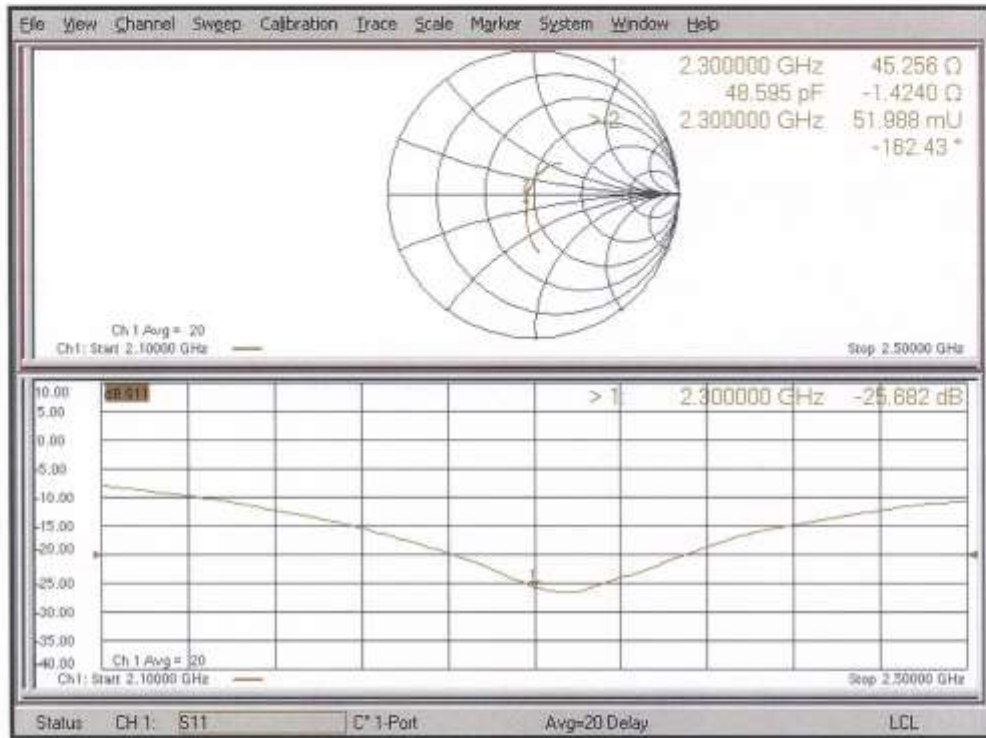 File View Channel Sweep Calibration Trace Scale Marker System Window Help
1: 2.300000 GHz 45.256 Ω
48.595 pF -1.4240 Ω
> 2: 2.300000 GHz 51.988 mU
-162.43 °
Ch 1 Avg = 20
Ch1: Start 2.10000 GHz Stop 2.50000 GHz
10.00 dB S11 > 1: 2.300000 GHz -25.682 dB
5.00
0.00
-5.00
-10.00
-15.00
-20.00
-25.00 1
-30.00
-35.00
-40.00 Ch 1 Avg = 20
Ch1: Start 2.10000 GHz Stop 2.50000 GHz
Status CH 1: S11 C* 1-Port Avg=20 Delay LCL